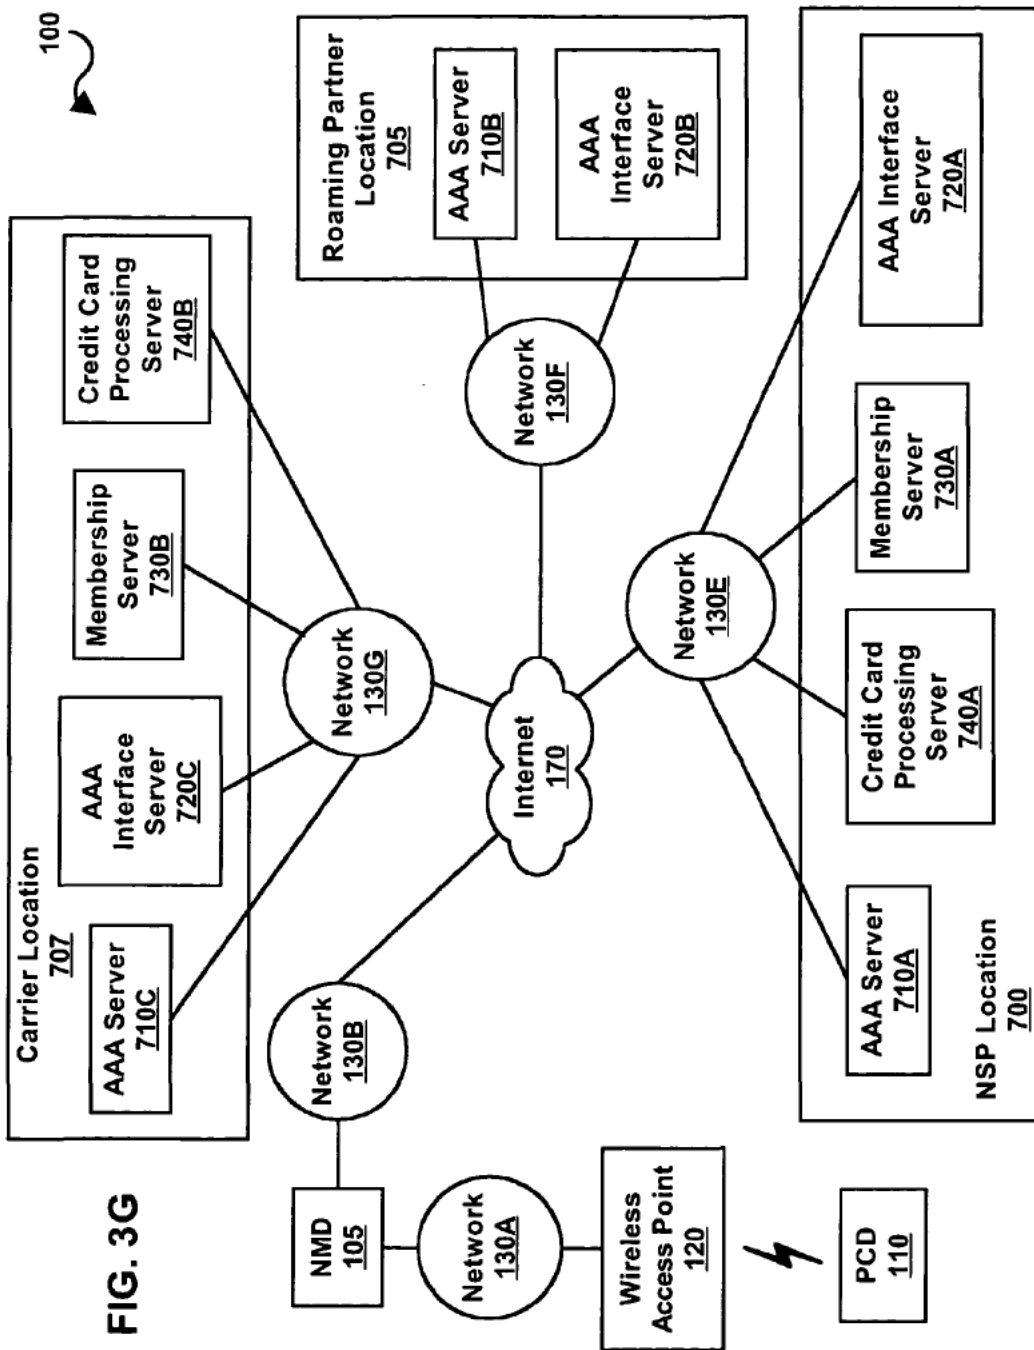 FIG. 3G
100
Carrier Location
707
AAA Server
710C
AAA
Interface
Server
720C
Membership
Server
730B
Credit Card
Processing
Server
740B
Network
130G
Roaming Partner
Location
705
AAA Server
710B
AAA
Interface
Server
720B
Network
130F
NMD
105
Network
130B
Internet
170
Network
130A
Network
130E
Wireless
Access Point
120
PCD
110
AAA Server
710A
Credit Card
Processing
Server
740A
Membership
Server
730A
AAA Interface
Server
720A
NSP Location
700